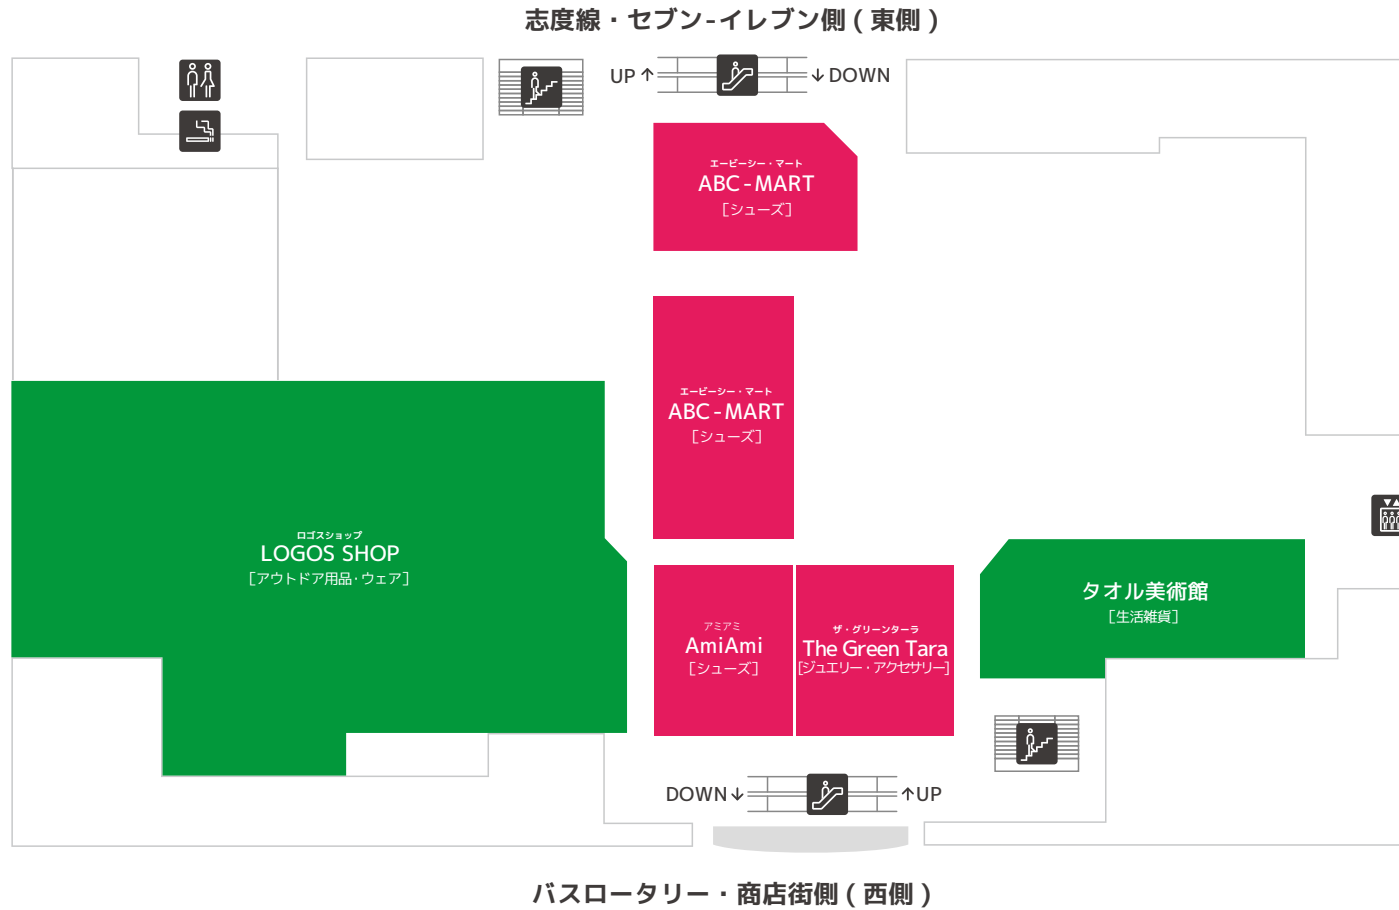 志度線・セブン-イレブン側 ( 東側 )
UP ↑
↓ DOWN
エービーシー・マート
ABC-MART
[シューズ]
エービーシー・マート
ABC-MART
[シューズ]
ロゴスショップ
LOGOS SHOP
[アウトドア用品・ウェア]
タオル美術館
[生活雑貨]
アミアミ
AmiAmi
[シューズ]
ザ・グリーンターラ
The Green Tara
[ジュエリー・アクセサリー]
DOWN ↓
↑ UP
バスロータリー・商店街側 ( 西側 )